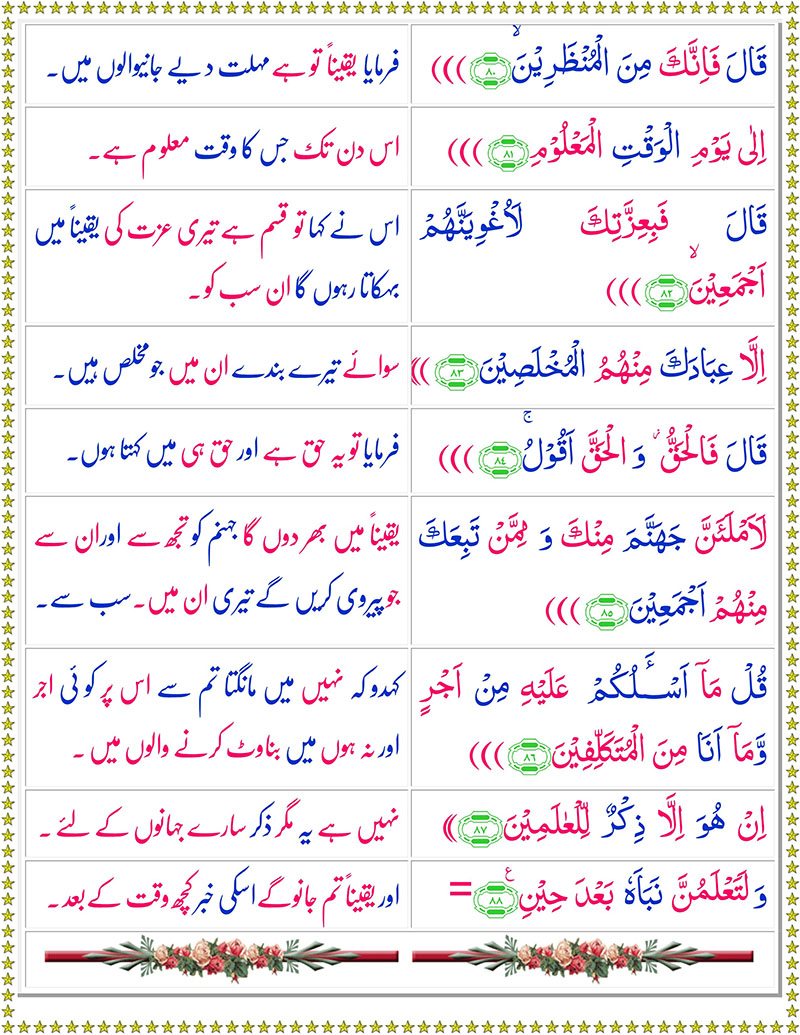 قَالَ فَاِنَّكَ مِنَ الْمُنْظَرِيْنَۙ ﴿۸۰﴾ (((
فرمایا یقیناً تو ہے مہلت دیے جانیوالوں میں۔
اِلٰى يَوْمِ الْوَقْتِ الْمَعْلُوْمِ ﴿۸۱﴾ (((
اس دن تک جس کا وقت معلوم ہے۔
قَالَ فَبِعِزَّتِكَ لَاُغْوِيَنَّهُمْ
اَجْمَعِيْنَۙ ﴿۸۲﴾ (((
اس نے کہا تو قسم ہے تیری عزت کی یقیناً میں
بہکاتا رہوں گا ان سب کو۔
اِلَّا عِبَادَكَ مِنْهُمُ الْمُخْلَصِيْنَ ﴿۸۳﴾ ((
سوائے تیرے بندے ان میں جو مخلص ہیں۔
قَالَ فَالْحَقُّ ؗ وَ الْحَقَّ اَقُوْلُۚ ﴿۸۴﴾ (((
فرمایا تو یہ حق ہے اور حق ہی میں کہتا ہوں۔
لَاَمْلَئَنَّ جَهَنَّمَ مِنْكَ وَ مِمَّنْ تَبِعَكَ
مِنْهُمْ اَجْمَعِيْنَ ﴿۸۵﴾ (((
یقیناً میں بھر دوں گا جہنم کو تجھ سے اور ان سے
جو پیروی کریں گے تیری ان میں۔ سب سے۔
قُلْ مَاۤ اَسْـَٔلُكُمْ عَلَيْهِ مِنْ اَجْرٍ
وَّمَاۤ اَنَا مِنَ الْمُتَكَلِّفِيْنَ ﴿۸۶﴾ (((
کہدو کہ نہیں میں مانگتا تم سے اس پر کوئی اجر
اور نہ ہوں میں بناوٹ کرنے والوں میں ۔
اِنْ هُوَ اِلَّا ذِكْرٌ لِّلْعٰلَمِيْنَ ﴿۸۷﴾ ((
نہیں ہے یہ مگر ذکر سارے جہانوں کے لئے ۔
وَلَتَعْلَمُنَّ نَبَاَهٗ بَعْدَ حِيْنٍ۠ ﴿۸۸﴾ =
اور یقیناً تم جانو گے اسکی خبر کچھ وقت کے بعد۔